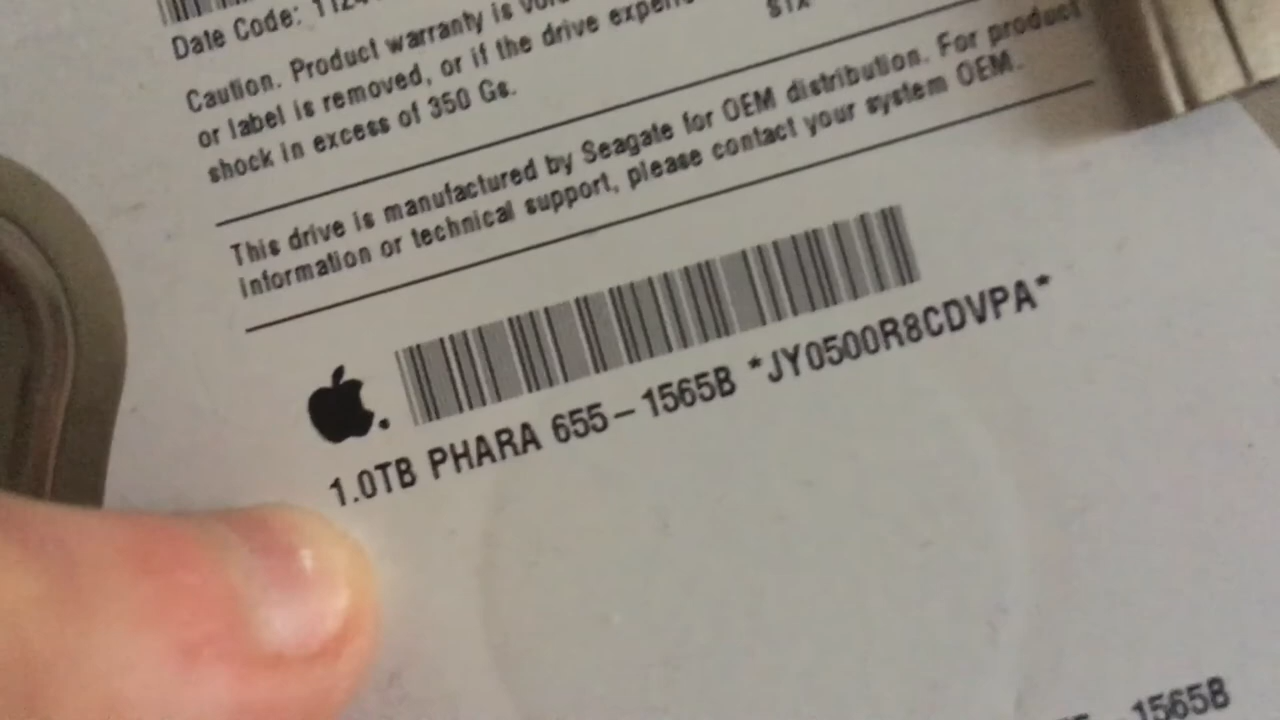 Date Code:
Caution. Product warranty is
or label is removed, or if the drive
shock in excess of 350 Gs.
This drive is manufactured by Seagate for OEM distribution. For product
information or technical support, please contact your system OEM.
1.0TB PHARA 655-1565B *JY0500R8CDVPA*
1565B